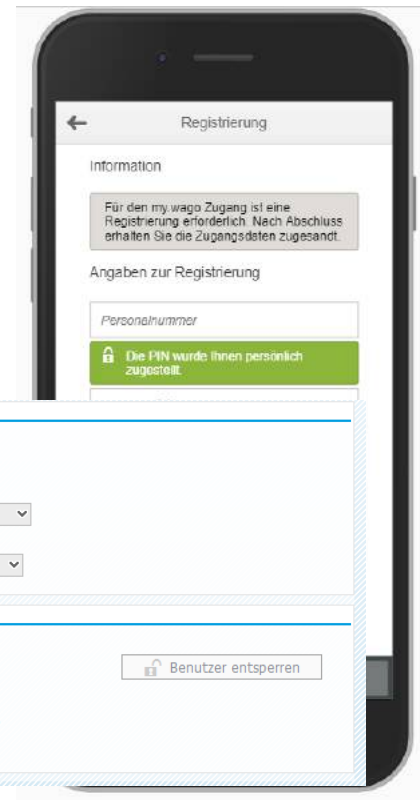 Registrierung
Information
Für den my.wago Zugang ist eine
Registrierung erforderlich. Nach Abschluss
erhalten Sie die Zugangsdaten zugesandt.
Angaben zur Registrierung
Personalnummer
Die PIN wurde Ihnen persönlich
zugestellt.
Benutzer entsperren